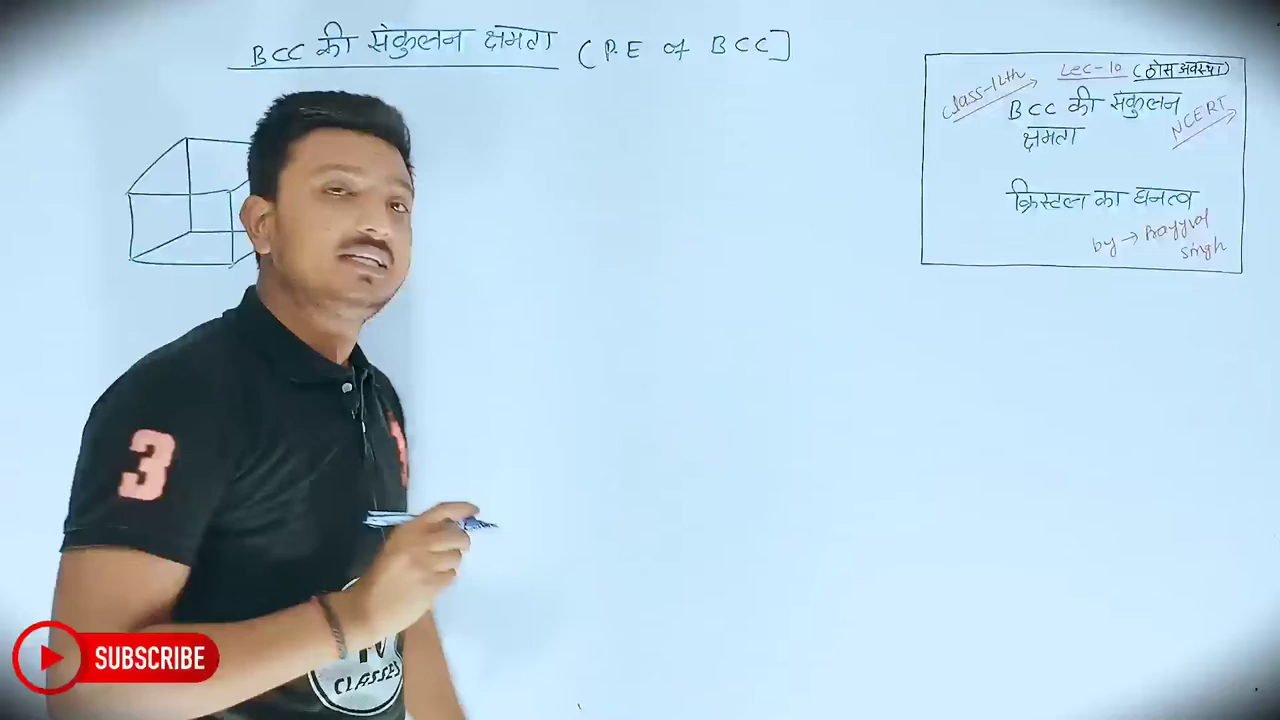 BCC की संकुलन क्षमता (P.E of BCC]
Class-12th Lec-10 (ठोस अवस्था)
BCC की संकुलन
क्षमता
NCERT
क्रिस्टल का घनत्व
by → Singh
3
CLASSES
SUBSCRIBE